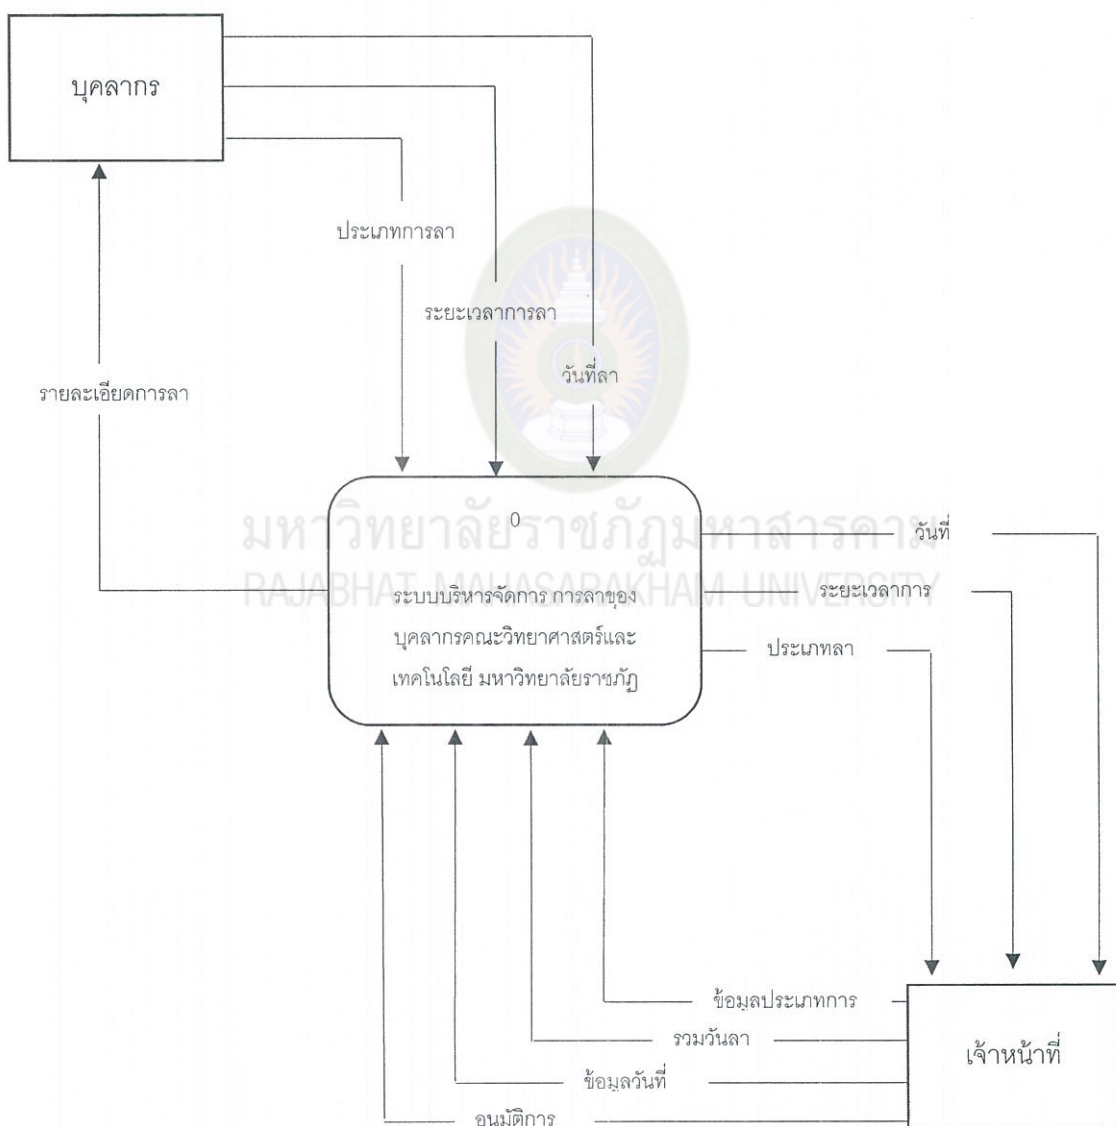 บุคลากร
ประเภทการลา
ระยะเวลาการลา
วันที่ลา
รายละเอียดการลา
มหาวิทยาลัยราชภัฏมหาสารคาม
RAJABHAT MAHASARAKHAM UNIVERSITY
0
ระบบบริหารจัดการ การลาของ
บุคลากรคณะวิทยาศาสตร์และ
เทคโนโลยี มหาวิทยาลัยราชภัฏ
วันที่
ระยะเวลาการ
ประเภทลา
ข้อมูลประเภทการ
รวมวันลา
ข้อมูลวันที่
อนุมัติการ
เจ้าหน้าที่